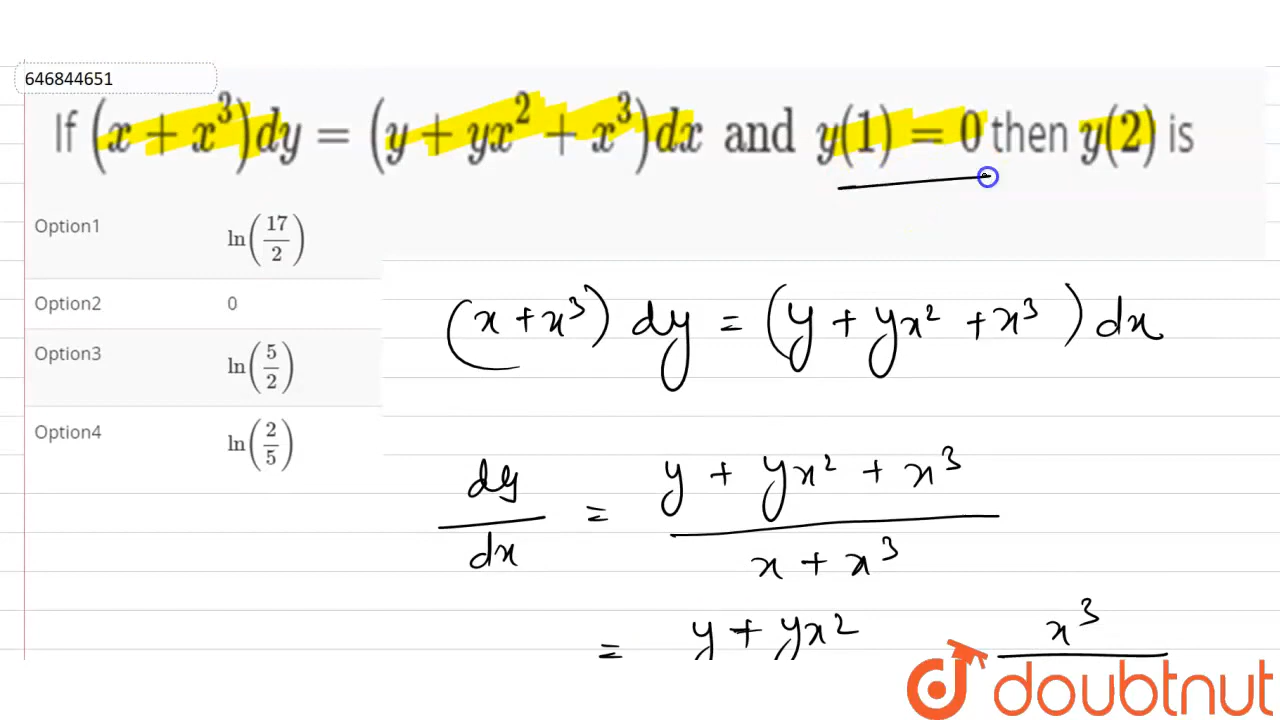 646844651
If (x + x³)dy = (y + yx² + x³)dx and y(1) = 0 then y(2) is
Option1 ln(17/2)
Option2 0
Option3 ln(5/2)
Option4 ln(2/5)
(x + x³) dy = (y + yx² + x³) dx
dy/dx = (y + yx² + x³)/(x + x³)
= y + yx² x³
doubtnut